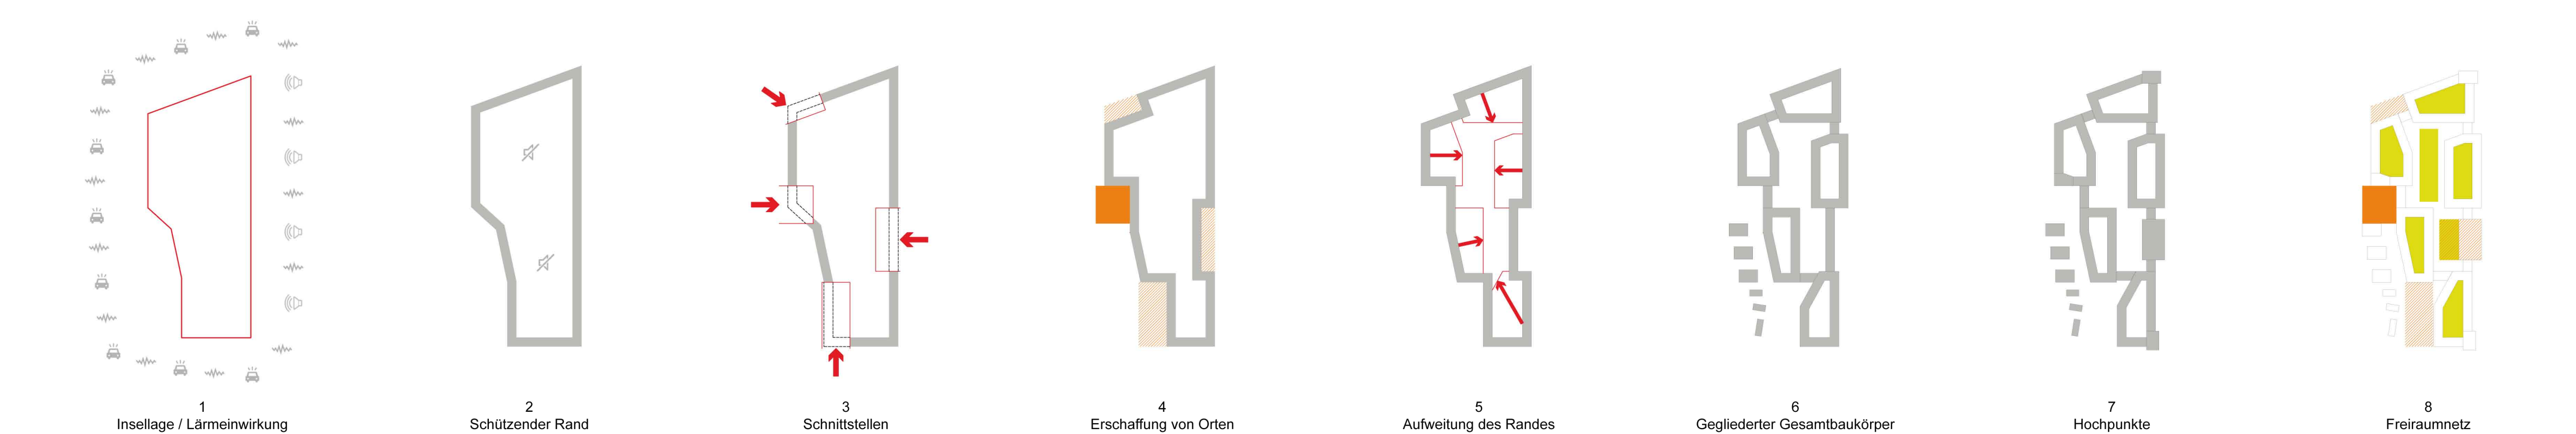 1
Insellage / Lärmeinwirkung
2
Schützender Rand
3
Schnittstellen
4
Erschaffung von Orten
5
Aufweitung des Randes
6
Gegliederter Gesamtbaukörper
7
Hochpunkte
8
Freiraumnetz